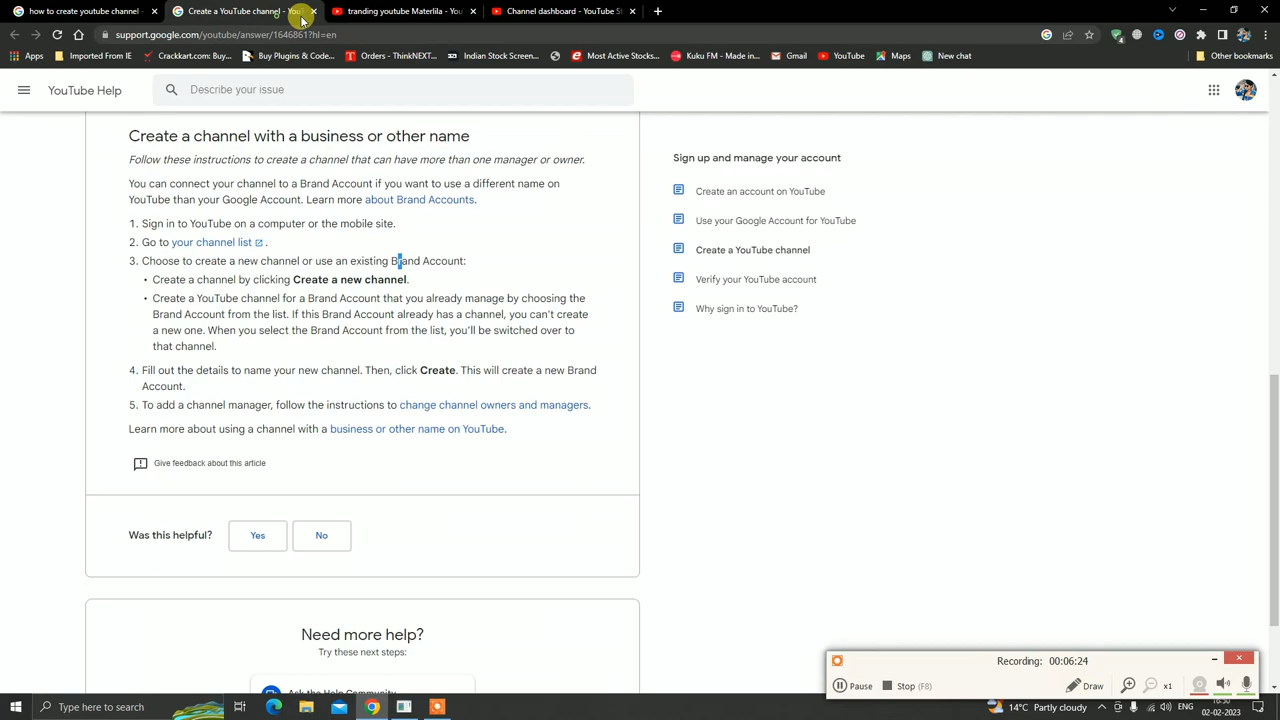 how to create youtube channel -
Create a YouTube channel - You
tranding youtube Materlila - You
Channel dashboard - YouTube S
support.google.com/youtube/answer/1646861?hl=en
Apps
Imported From IE
Crackkart.com: Buy...
Buy Plugins & Code...
Orders - ThinkNEXT...
Indian Stock Screen...
Most Active Stocks...
Kuku FM - Made in...
Gmail
YouTube
Maps
New chat
Other bookmarks
YouTube Help
Describe your issue
Create a channel with a business or other name
Follow these instructions to create a channel that can have more than one manager or owner.
You can connect your channel to a Brand Account if you want to use a different name on
YouTube than your Google Account. Learn more about Brand Accounts.
1. Sign in to YouTube on a computer or the mobile site.
2. Go to your channel list .
3. Choose to create a new channel or use an existing Brand Account:
• Create a channel by clicking Create a new channel.
• Create a YouTube channel for a Brand Account that you already manage by choosing the
Brand Account from the list. If this Brand Account already has a channel, you can't create
a new one. When you select the Brand Account from the list, you'll be switched over to
that channel.
4. Fill out the details to name your new channel. Then, click Create. This will create a new Brand
Account.
5. To add a channel manager, follow the instructions to change channel owners and managers.
Learn more about using a channel with a business or other name on YouTube.
Give feedback about this article
Was this helpful?
Yes
No
Need more help?
Try these next steps:
Ask the Help Community
Sign up and manage your account
Create an account on YouTube
Use your Google Account for YouTube
Create a YouTube channel
Verify your YouTube account
Why sign in to YouTube?
Recording: 00:06:24
Pause
Stop (F8)
Draw
x1
Type here to search
14°C Partly cloudy
ENG
16:50
02-02-2023